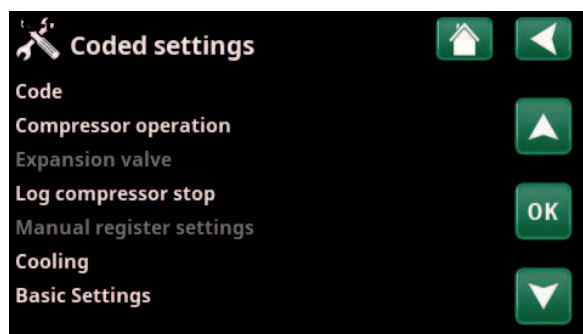 Coded settings
Code
Compressor operation
Expansion valve
Log compressor stop
Manual register settings
Cooling
Basic Settings
OK